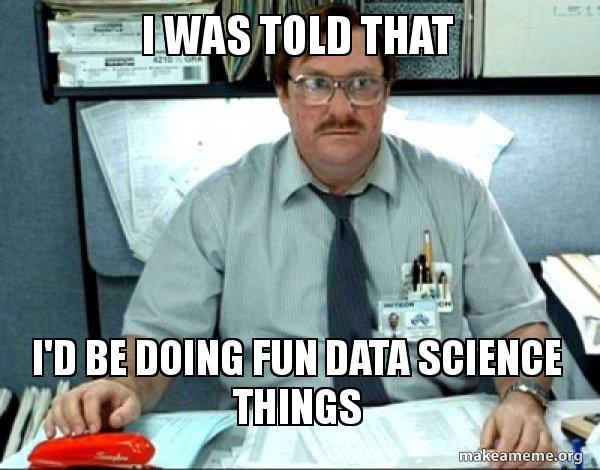 I WAS TOLD THAT
I'D BE DOING FUN DATA SCIENCE
THINGS
makeameme.org